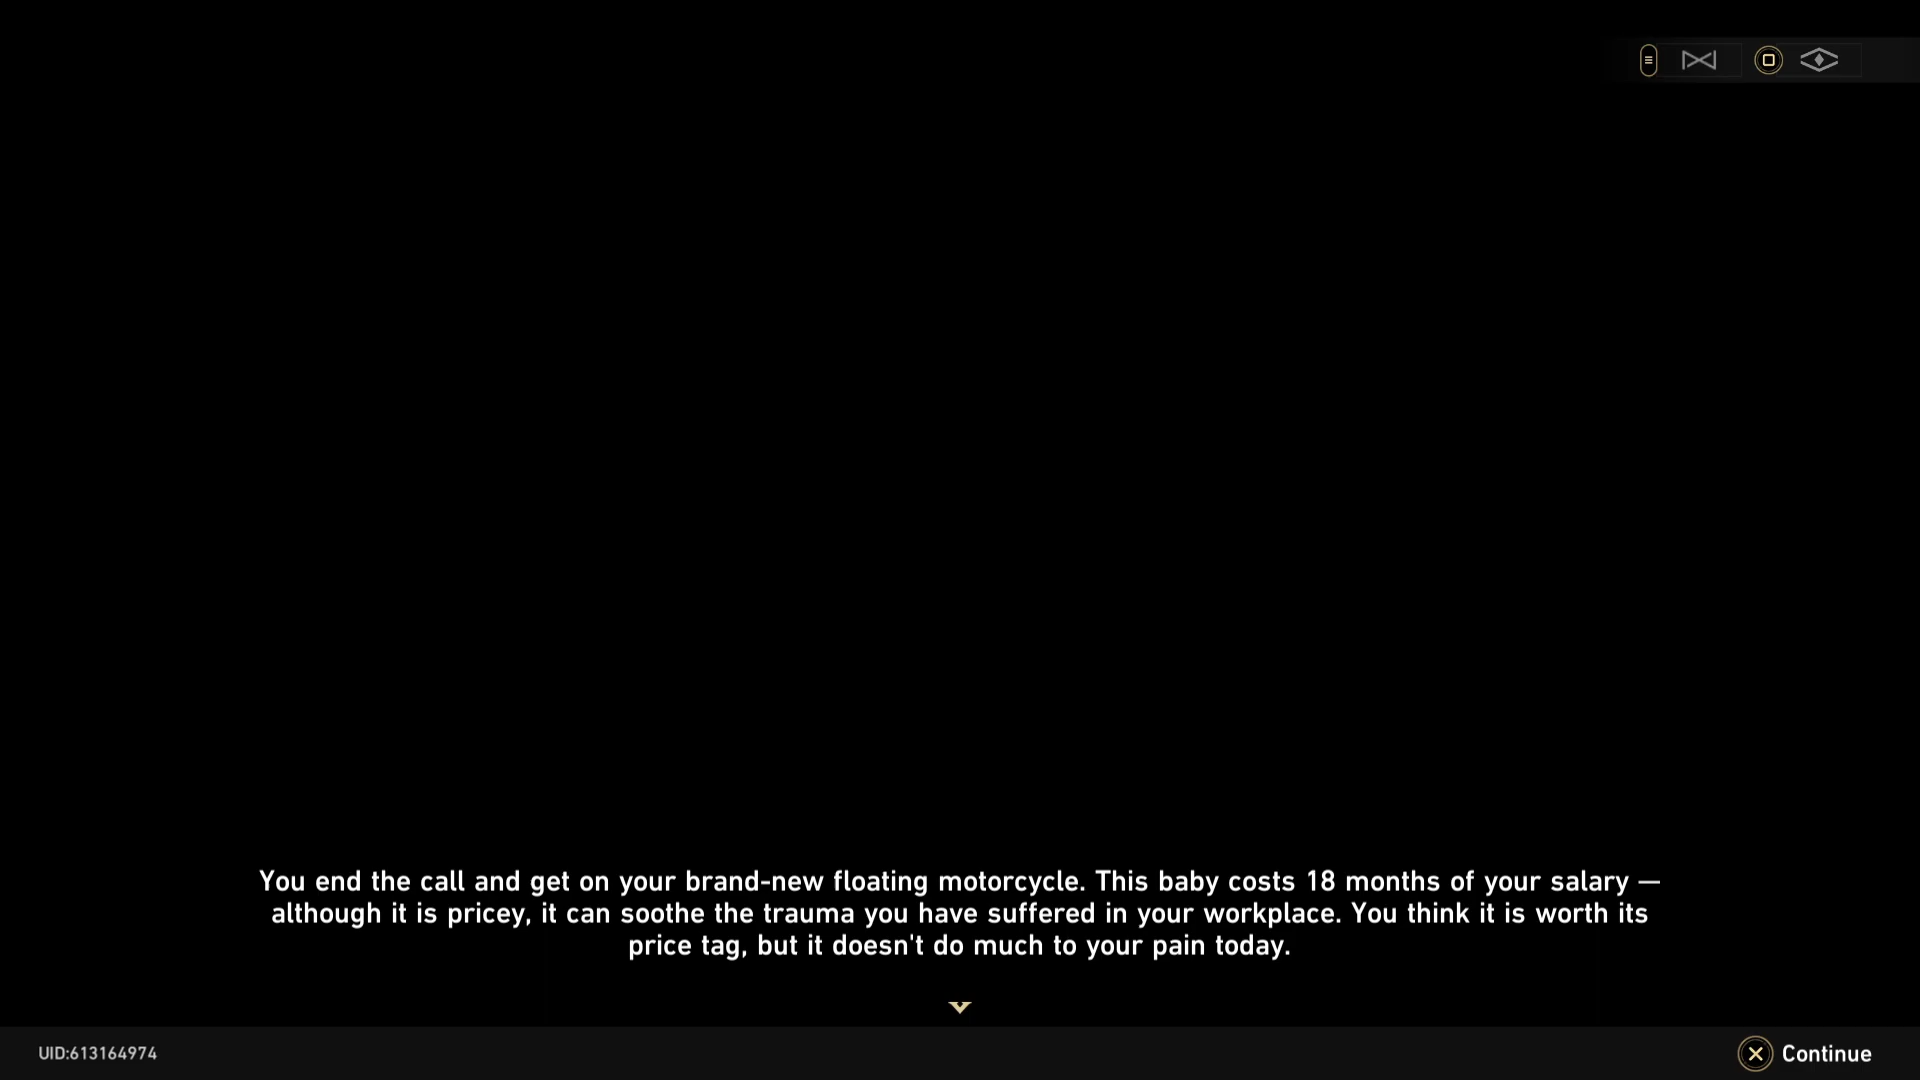 You end the call and get on your brand-new floating motorcycle. This baby costs 18 months of your salary —
although it is pricey, it can soothe the trauma you have suffered in your workplace. You think it is worth its
price tag, but it doesn't do much to your pain today.
UID:613164974
Continue